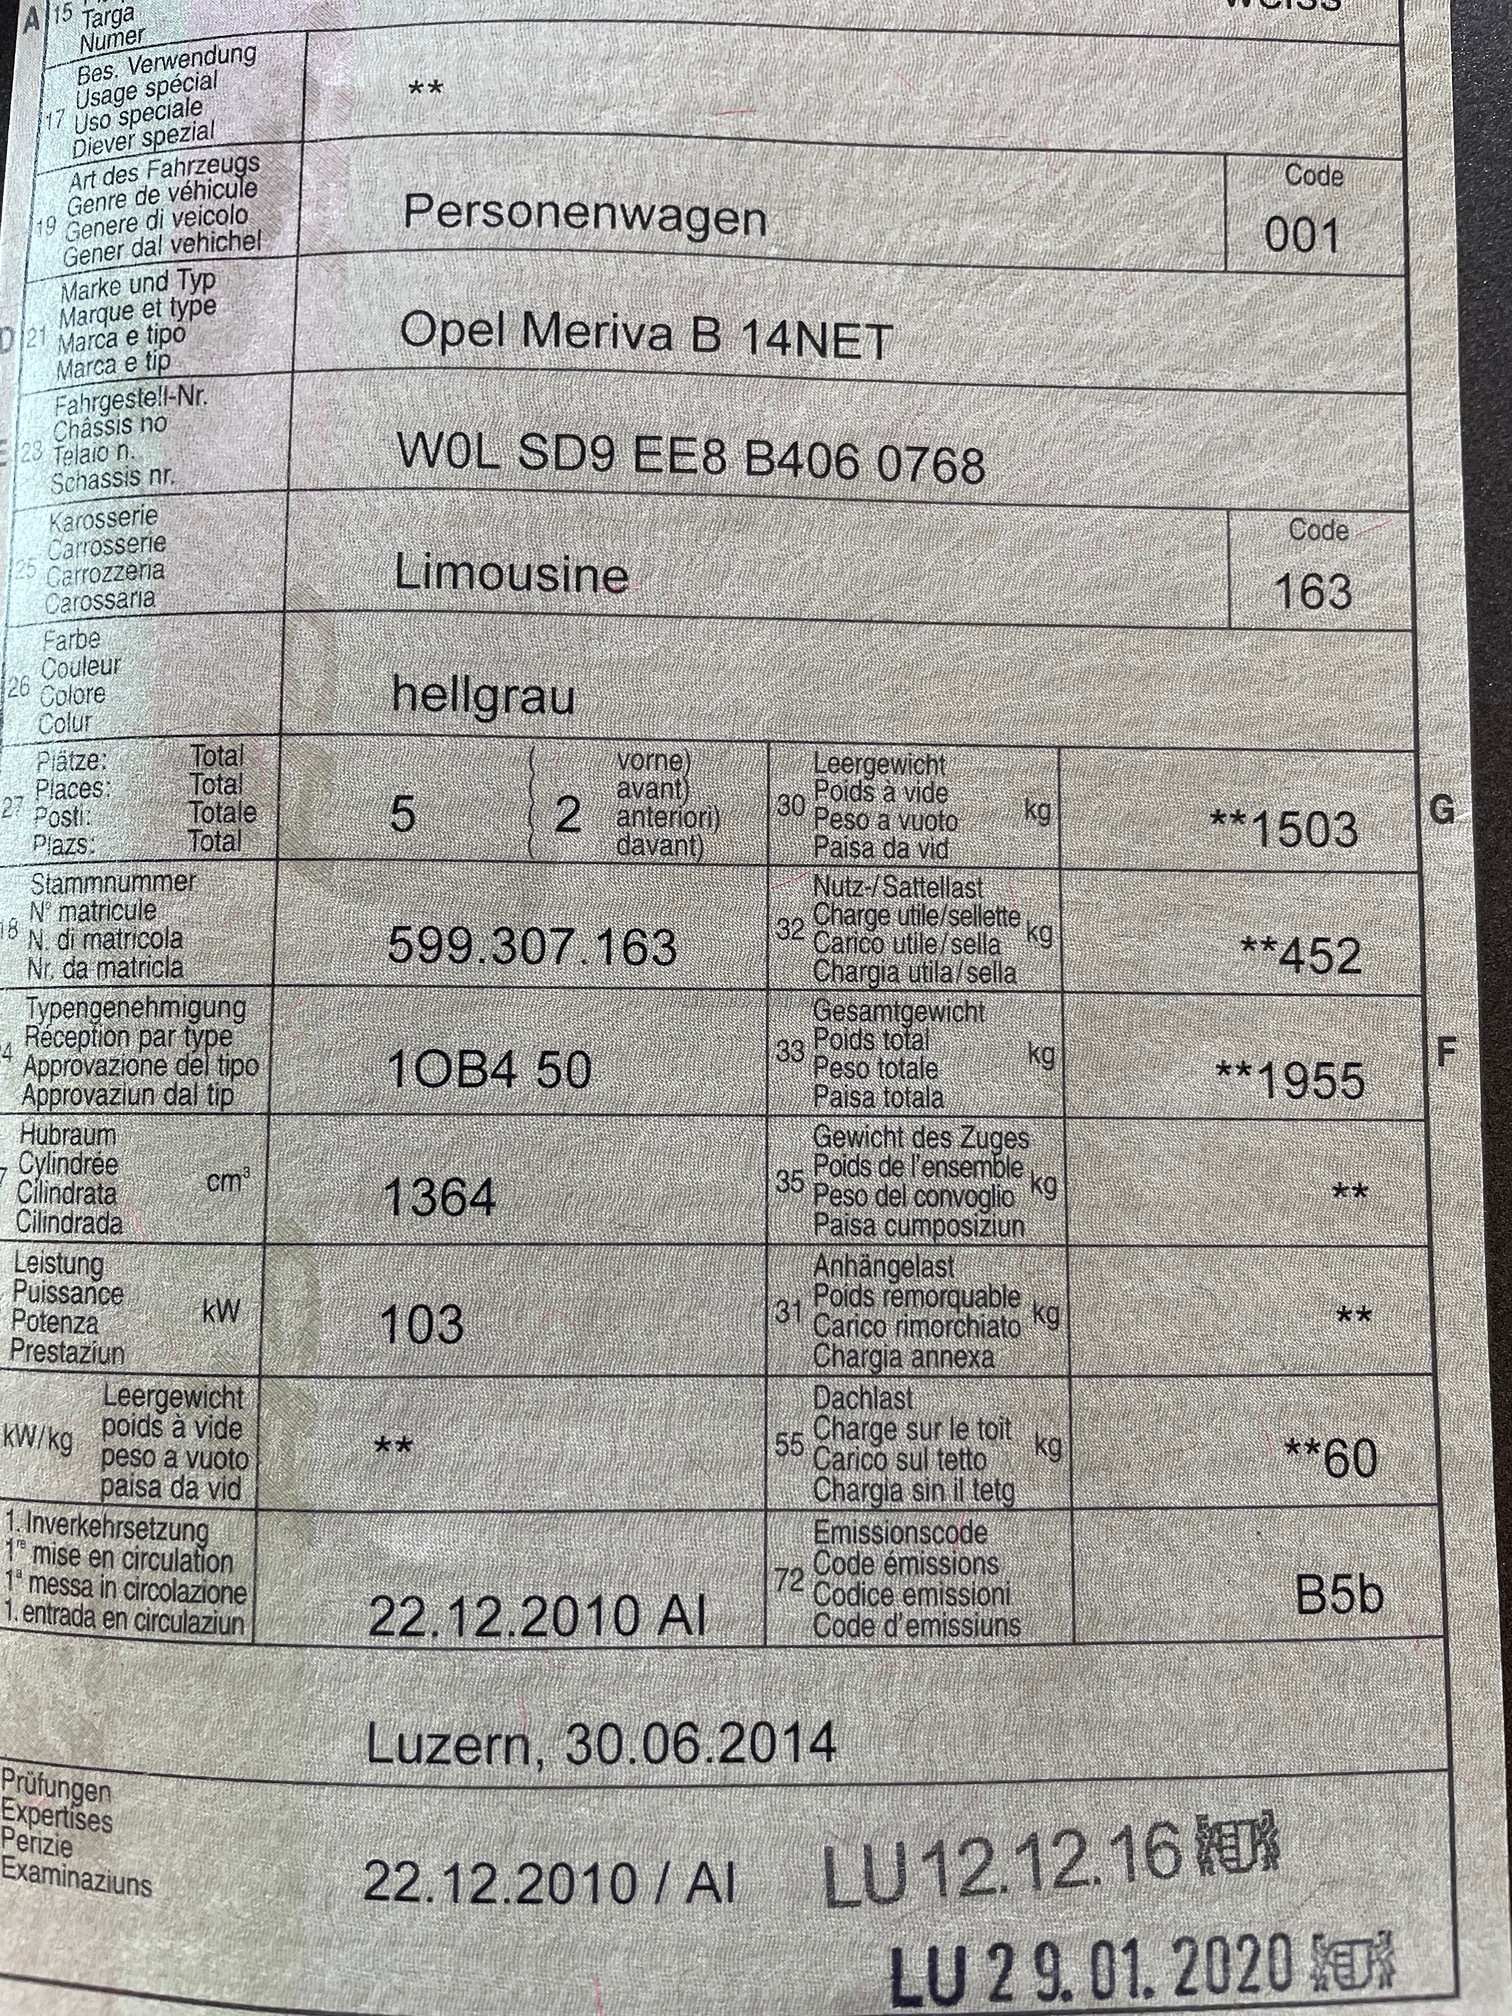 A 15 Targa
Numer
weiss
17 Bes. Verwendung
Usage spécial
Uso speciale
Diever spezial
**
19 Art des Fahrzeugs
Genre de véhicule
Genere di veicolo
Gener dal vehichel
Personenwagen
Code
001
D 21 Marke und Typ
Marque et type
Marca e tipo
Marca e tip
Opel Meriva B 14NET
E 23 Fahrgestell-Nr.
Châssis no
Telaio n.
Schassis nr.
W0L SD9 EE8 B406 0768
25 Karosserie
Carrosserie
Carrozzeria
Carossaria
Limousine
Code
163
26 Farbe
Couleur
Colore
Colur
hellgrau
27 Plätze: Total
Places: Total
Posti: Totale
Plazs: Total
5 ( 2 vorne)
avant)
anteriori)
davant)
30 Leergewicht
Poids à vide
Peso a vuoto
Paisa da vid
kg
**1503
G
18 Stammnummer
N° matricule
N. di matricola
Nr. da matricla
599.307.163
32 Nutz-/Sattellast
Charge utile/sellette
Carico utile/sella
Chargia utila/sella
kg
**452
24 Typengenehmigung
Réception par type
Approvazione del tipo
Approvaziun dal tip
1OB4 50
33 Gesamtgewicht
Poids total
Peso totale
Paisa totala
kg
**1955
F
7 Hubraum
Cylindrée
Cilindrata
Cilindrada
cm³
1364
35 Gewicht des Zuges
Poids de l'ensemble
Peso del convoglio
Paisa cumposiziun
kg
**
Leistung
Puissance
Potenza
Prestaziun
kW
103
31 Anhängelast
Poids remorquable
Carico rimorchiato
Chargia annexa
kg
**
kW/kg Leergewicht
poids à vide
peso a vuoto
paisa da vid
**
55 Dachlast
Charge sur le toit
Carico sul tetto
Chargia sin il tetg
kg
**60
1. Inverkehrsetzung
1re mise en circulation
1a messa in circolazione
1. entrada en circulaziun
22.12.2010 AI
72 Emissionscode
Code émissions
Codice emissioni
Code d'emissiuns
B5b
Luzern, 30.06.2014
Prüfungen
Expertises
Perizie
Examinaziuns
22.12.2010 / AI
LU 12.12.16
LU 29.01.2020